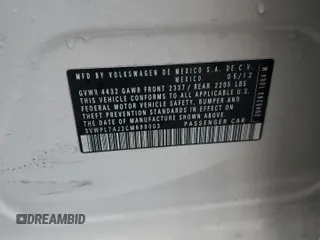 MFD BY VOLKSWAGEN DE MEXICO S.A. DE C.V.
MEXICO 05/12
GVWR 4432 GAWR FRONT 2337 / REAR 2205 LBS
THIS VEHICLE CONFORMS TO ALL APPLICABLE
FEDERAL MOTOR VEHICLE SAFETY,
BUMPER, AND THEFT PREVENTION STANDARDS
IN EFFECT ON THE DATE OF MANUFACTURE SHOWN ABOVE
PASSENGER CAR
© DREAMBID